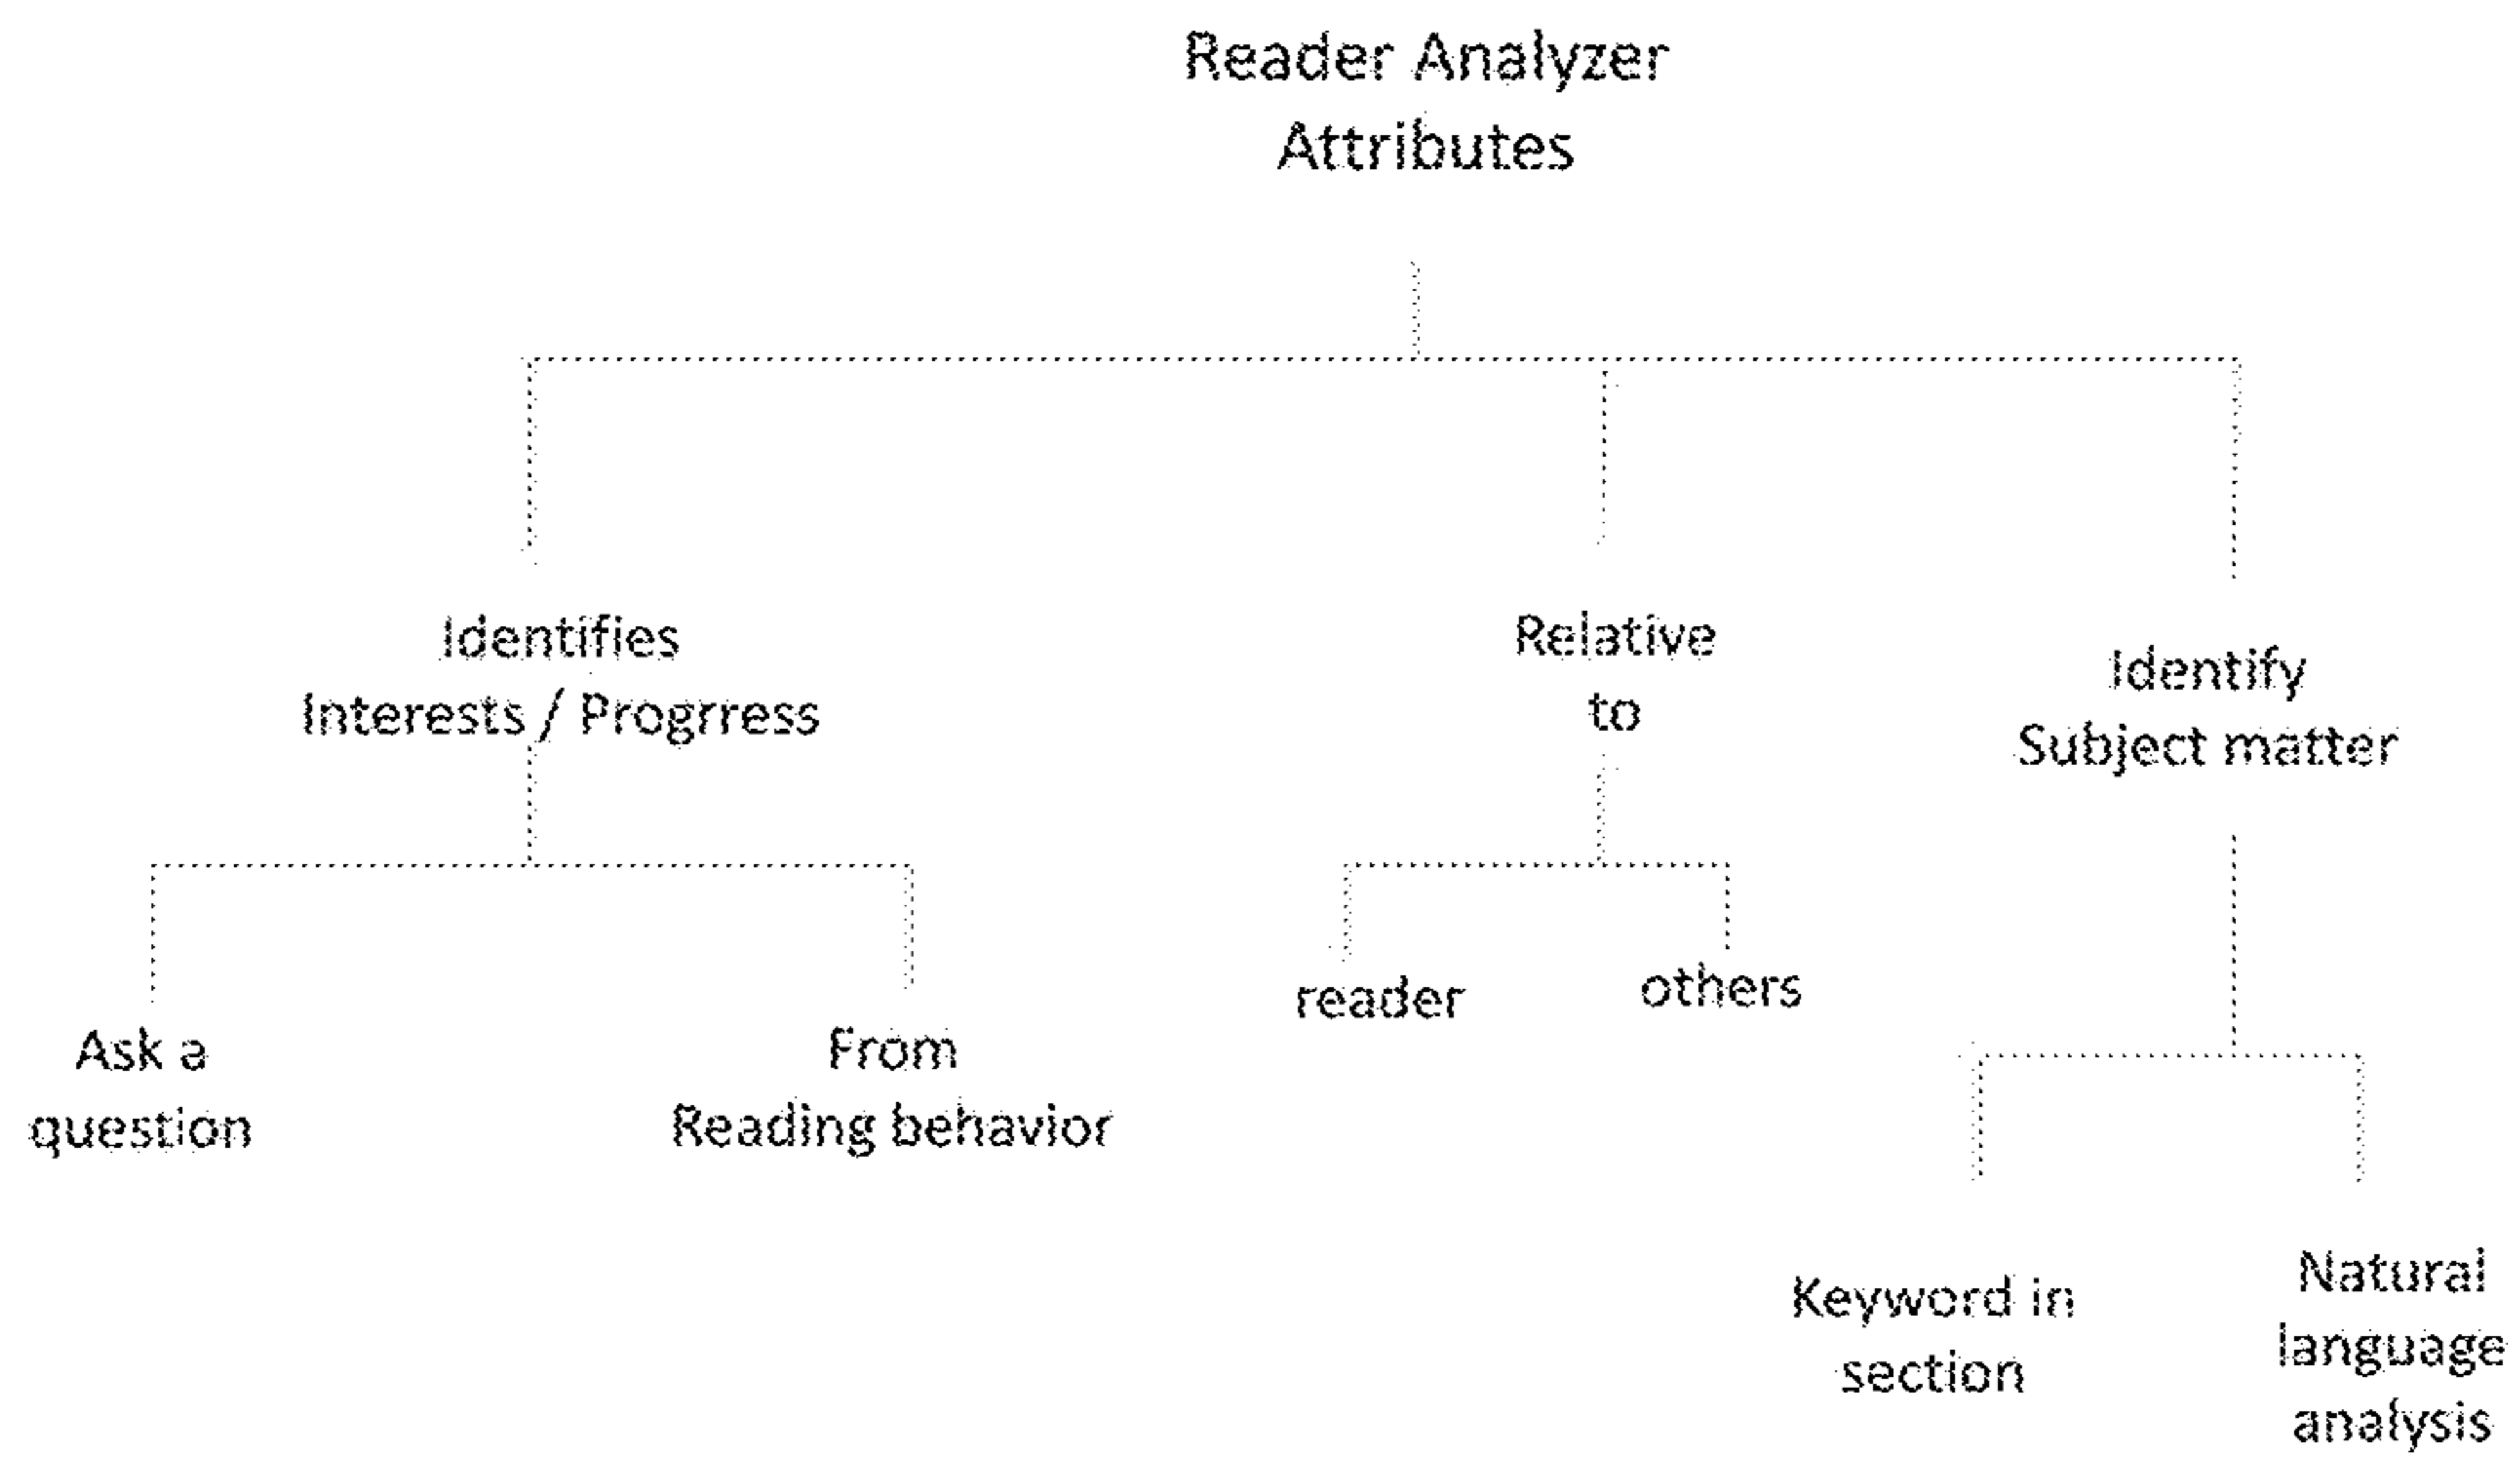 Reader Analyzer
Attributes
Identifies
Interests / Progrress
Relative
to
Identify
Subject matter
Ask a
question
From
Reading behavior
reader
others
Keyword in
section
Natural
language
analysis